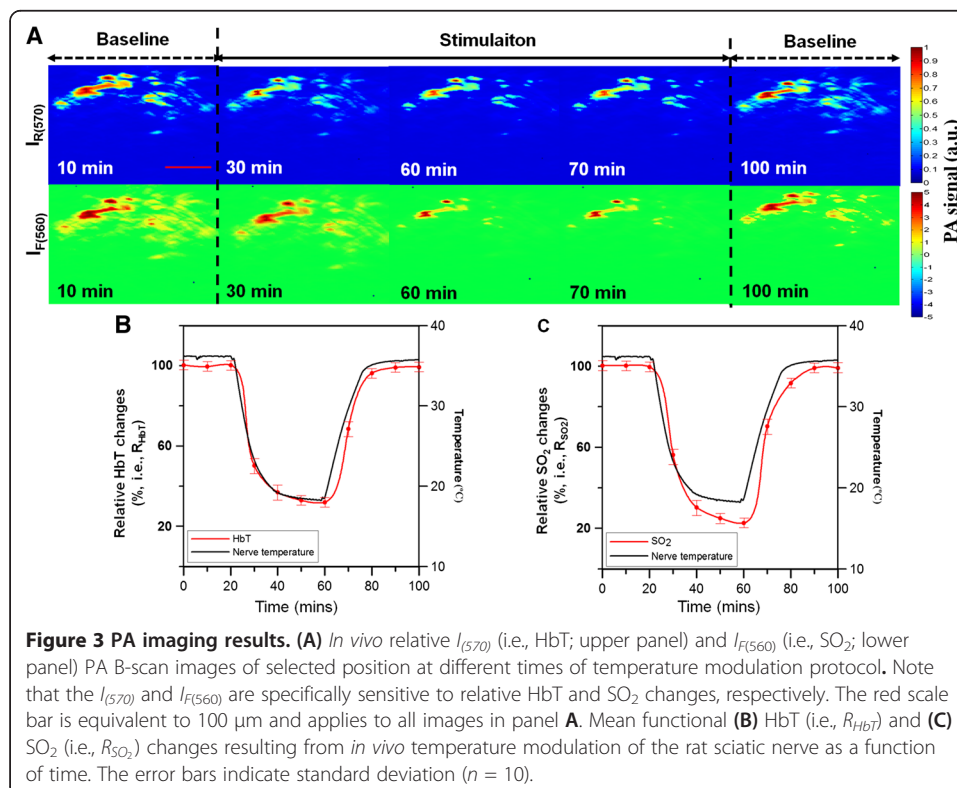 A
Baseline
Stimulaiton
Baseline
I_R(570)
10 min
30 min
60 min
70 min
100 min
1
0.9
0.8
0.7
0.6
0.5
0.4
0.3
0.2
0.1
0
I_F(560)
10 min
30 min
60 min
70 min
100 min
5
4
3
2
1
0
-1
-2
-3
-4
-5
PA signal (a.u.)
B
Relative HbT changes
(%, i.e., R_HbT)
100
60
20
40
30
20
10
Temperature(°C)
HbT
Nerve temperature
0 20 40 60 80 100
Time (mins)
C
Relative SO₂ changes
(%, i.e., R_SO2)
100
60
20
40
30
20
10
Temperature(°C)
SO₂
Nerve temperature
0 20 40 60 80 100
Time (mins)
Figure 3 PA imaging results. (A) In vivo relative I(570) (i.e., HbT; upper panel) and IF(560) (i.e., SO₂; lower
panel) PA B-scan images of selected position at different times of temperature modulation protocol. Note
that the I(570) and IF(560) are specifically sensitive to relative HbT and SO₂ changes, respectively. The red scale
bar is equivalent to 100 μm and applies to all images in panel A. Mean functional (B) HbT (i.e., R_HbT) and (C)
SO₂ (i.e., R_SO₂) changes resulting from in vivo temperature modulation of the rat sciatic nerve as a function
of time. The error bars indicate standard deviation (n = 10).